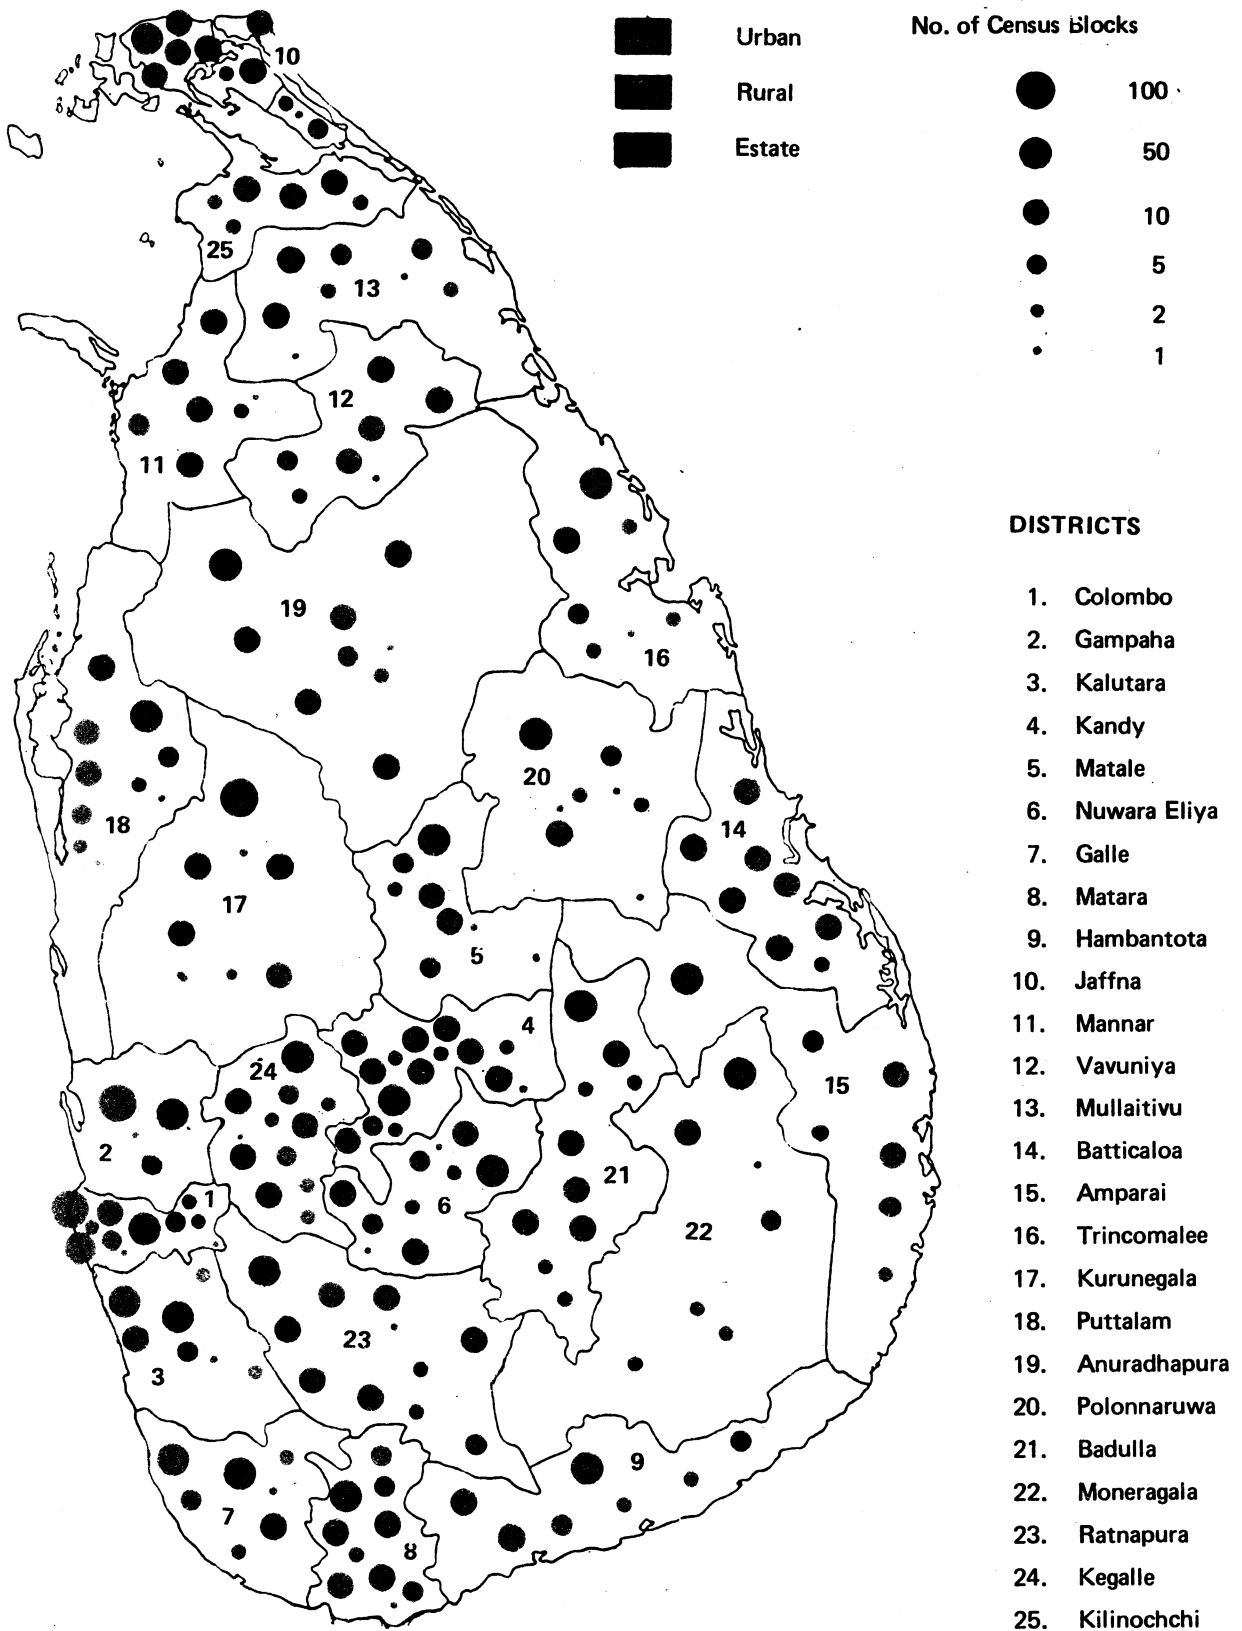 Urban
Rural
Estate
No. of Census Blocks
100
50
10
5
2
1
10
25
13
12
11
19
16
20
18
14
17
5
4
24
15
2
21
1
6
22
23
3
9
7
8
DISTRICTS
1. Colombo
2. Gampaha
3. Kalutara
4. Kandy
5. Matale
6. Nuwara Eliya
7. Galle
8. Matara
9. Hambantota
10. Jaffna
11. Mannar
12. Vavuniya
13. Mullaitivu
14. Batticaloa
15. Amparai
16. Trincomalee
17. Kurunegala
18. Puttalam
19. Anuradhapura
20. Polonnaruwa
21. Badulla
22. Moneragala
23. Ratnapura
24. Kegalle
25. Kilinochchi